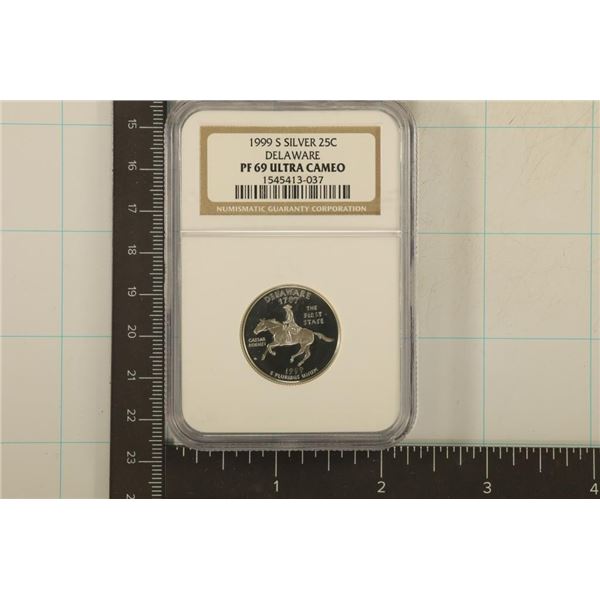 1999 S SILVER 25C
DELAWARE
PF 69 ULTRA CAMEO
1545413-037
NUMISMATIC GUARANTY CORPORATION
DELAWARE
1787
THE
FIRST
STATE
CAESAR
RODNEY
1999
E PLURIBUS UNUM
15
16
17
18
19
20
21
22
23
1
2
3
4